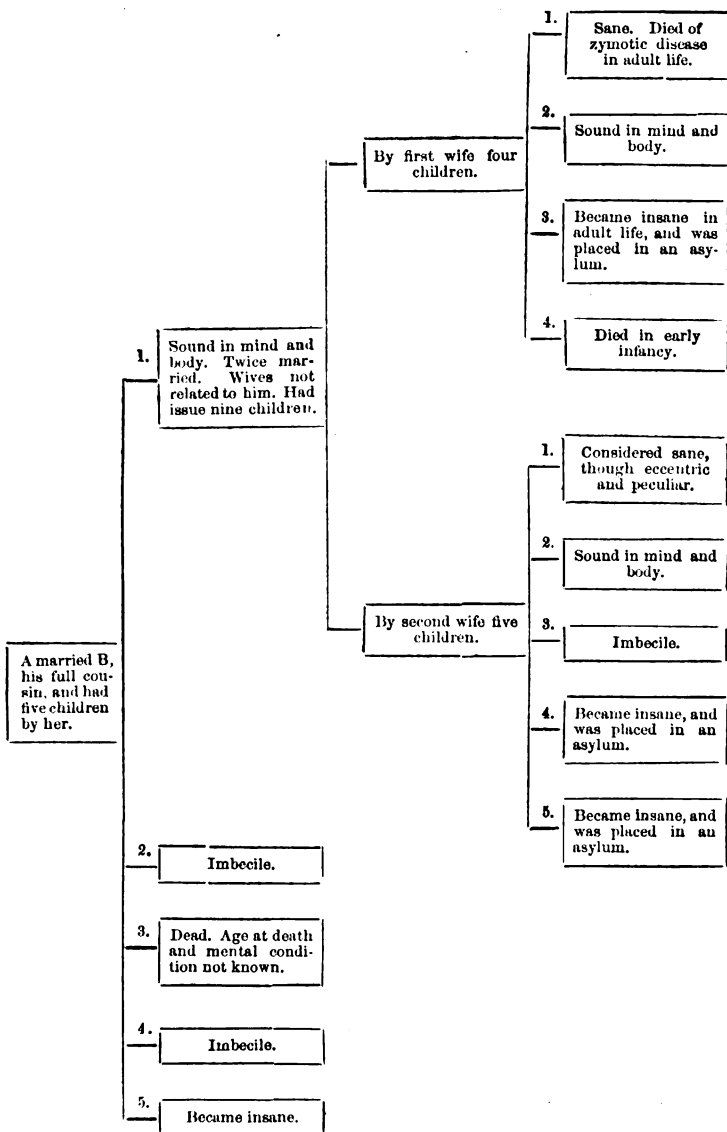 A married B,
his full cou-
sin, and had
five children
by her.
1.
Sound in mind and
body. Twice mar-
ried. Wives not
related to him. Had
issue nine children.
By first wife four
children.
1.
Sane. Died of
zymotic disease
in adult life.
2.
Sound in mind and
body.
3.
Became insane in
adult life, and was
placed in an asy-
lum.
4.
Died in early
infancy.
By second wife five
children.
1.
Considered sane,
though eccentric
and peculiar.
2.
Sound in mind and
body.
3.
Imbecile.
4.
Became insane, and
was placed in an
asylum.
5.
Became insane, and
was placed in an
asylum.
2.
Imbecile.
3.
Dead. Age at death
and mental condi-
tion not known.
4.
Imbecile.
5.
Became insane.